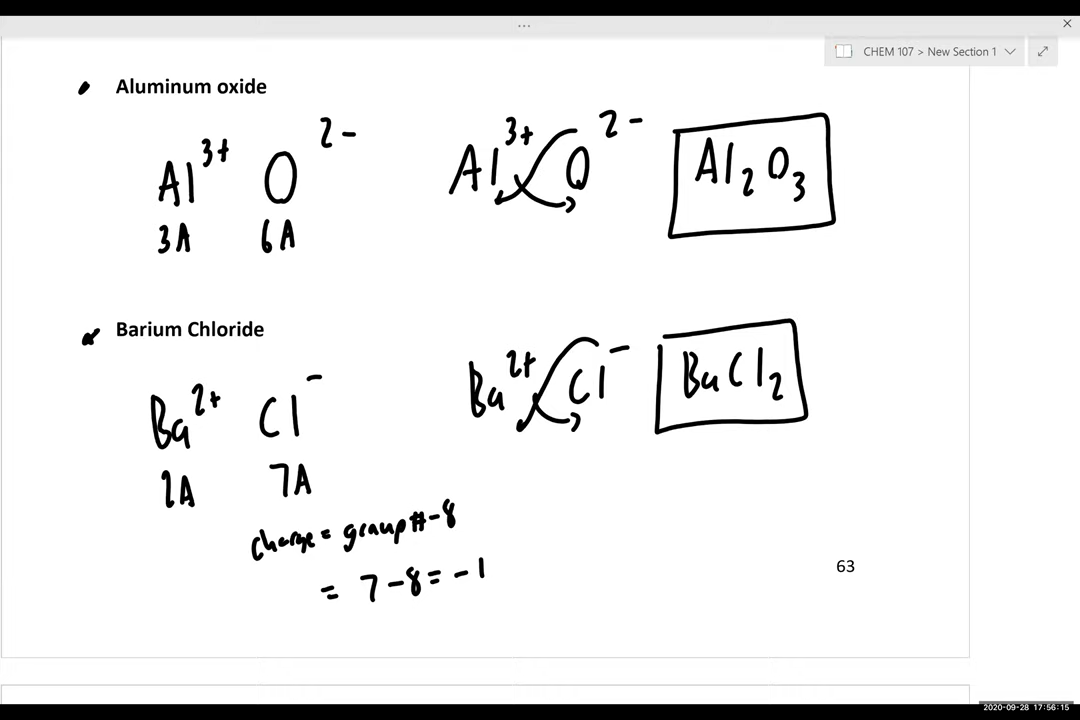 ...
CHEM 107 > New Section 1
Aluminum oxide
Al³⁺ O²⁻
3A 6A
Al³⁺ O²⁻
Al₂O₃
Barium Chloride
Ba²⁺ Cl⁻
2A 7A
Ba²⁺ Cl⁻
BaCl₂
charge = group # - 8
= 7 - 8 = -1
63
2020-09-28 17:56:15